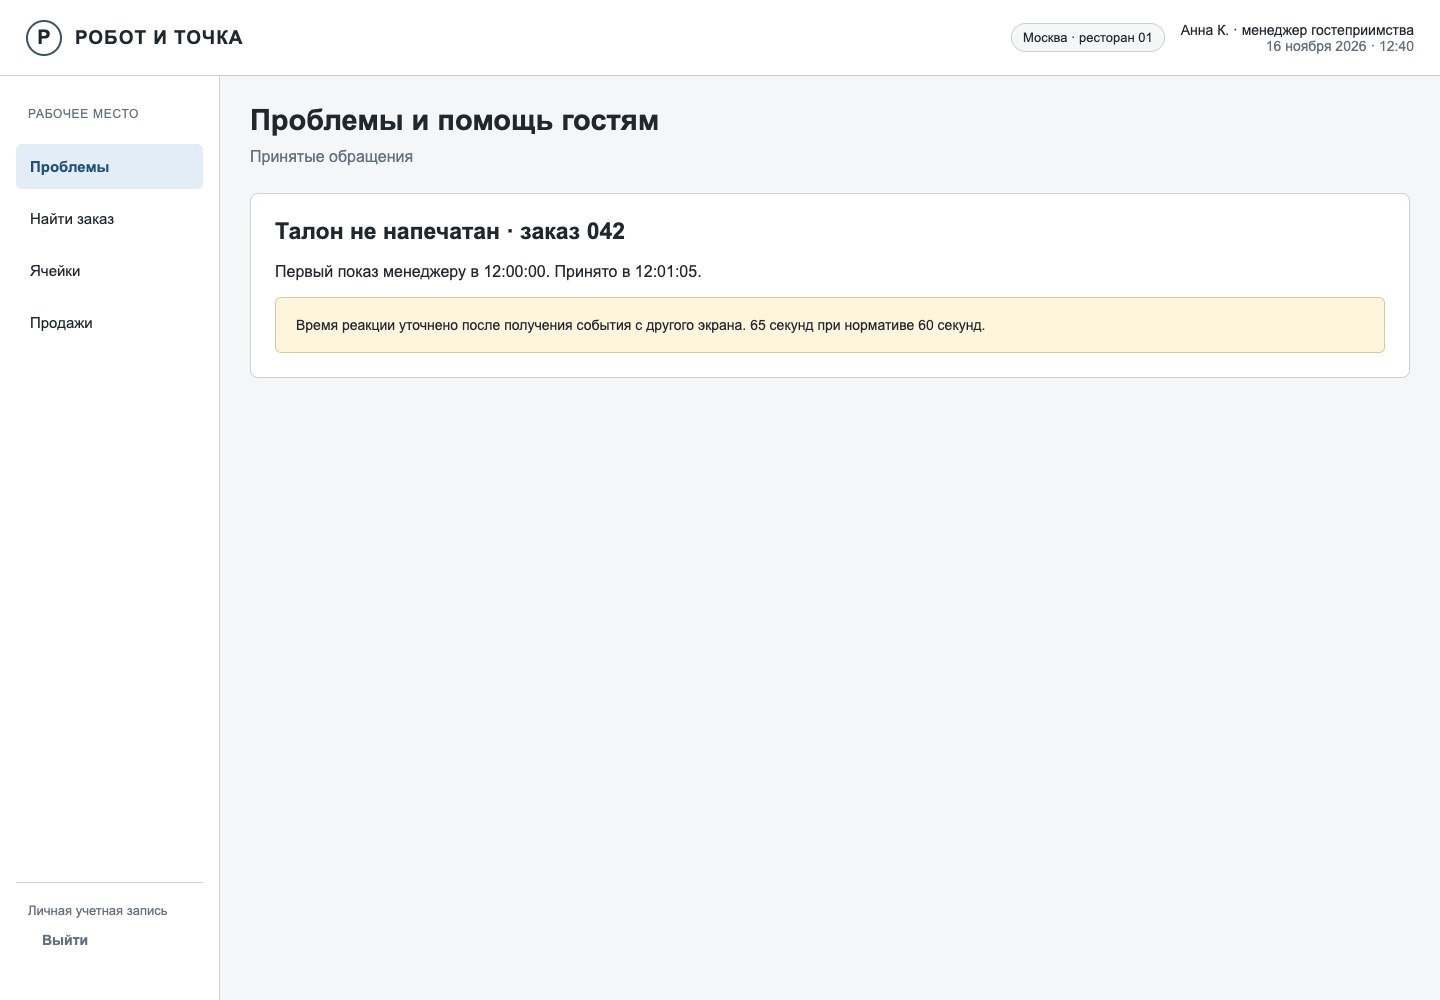 Р РОБОТ И ТОЧКА
Москва · ресторан 01
Анна К. · менеджер гостеприимства
16 ноября 2026 · 12:40
РАБОЧЕЕ МЕСТО
Проблемы
Найти заказ
Ячейки
Продажи
Личная учетная запись
Выйти
Проблемы и помощь гостям
Принятые обращения
Талон не напечатан · заказ 042
Первый показ менеджеру в 12:00:00. Принято в 12:01:05.
Время реакции уточнено после получения события с другого экрана. 65 секунд при нормативе 60 секунд.